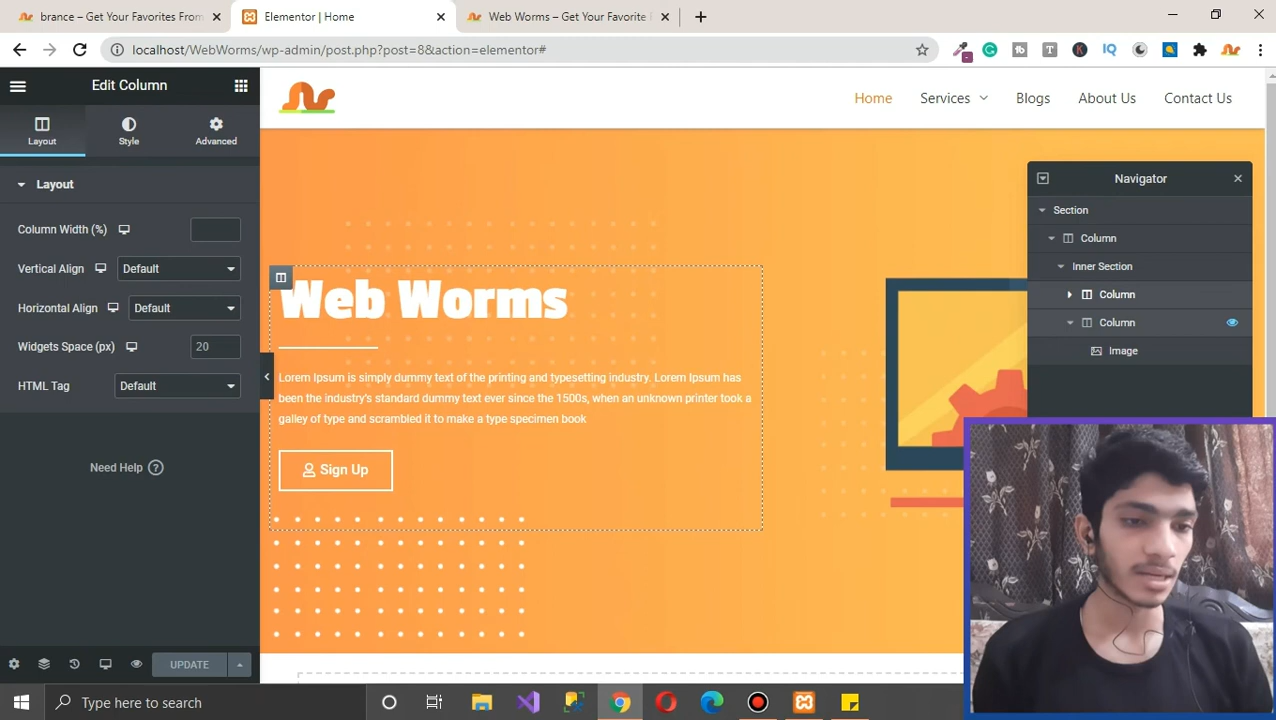 brance – Get Your Favorites From
Elementor | Home
Web Worms – Get Your Favorite
localhost/WebWorms/wp-admin/post.php?post=8&action=elementor#
Edit Column
Layout
Style
Advanced
Layout
Column Width (%)
Vertical Align
Default
Horizontal Align
Default
Widgets Space (px)
20
HTML Tag
Default
Need Help
UPDATE
Home
Services
Blogs
About Us
Contact Us
Web Worms
Lorem Ipsum is simply dummy text of the printing and typesetting industry. Lorem Ipsum has
been the industry's standard dummy text ever since the 1500s, when an unknown printer took a
galley of type and scrambled it to make a type specimen book
Sign Up
Navigator
Section
Column
Inner Section
Column
Column
Image
Type here to search